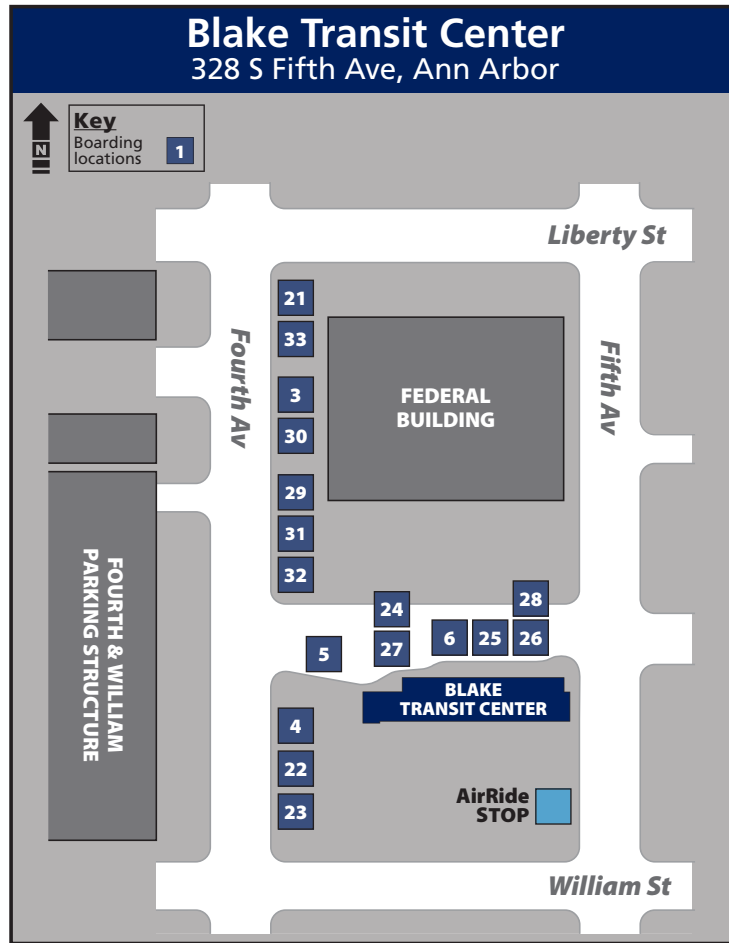 Blake Transit Center
328 S Fifth Ave, Ann Arbor
N
Key
Boarding
locations
1
Liberty St
21
33
Fourth Av
Fifth Av
3
30
FEDERAL
BUILDING
29
31
32
FOURTH & WILLIAM
PARKING STRUCTURE
24
28
5
27
6
25
26
BLAKE
TRANSIT CENTER
4
22
23
AirRide
STOP
William St